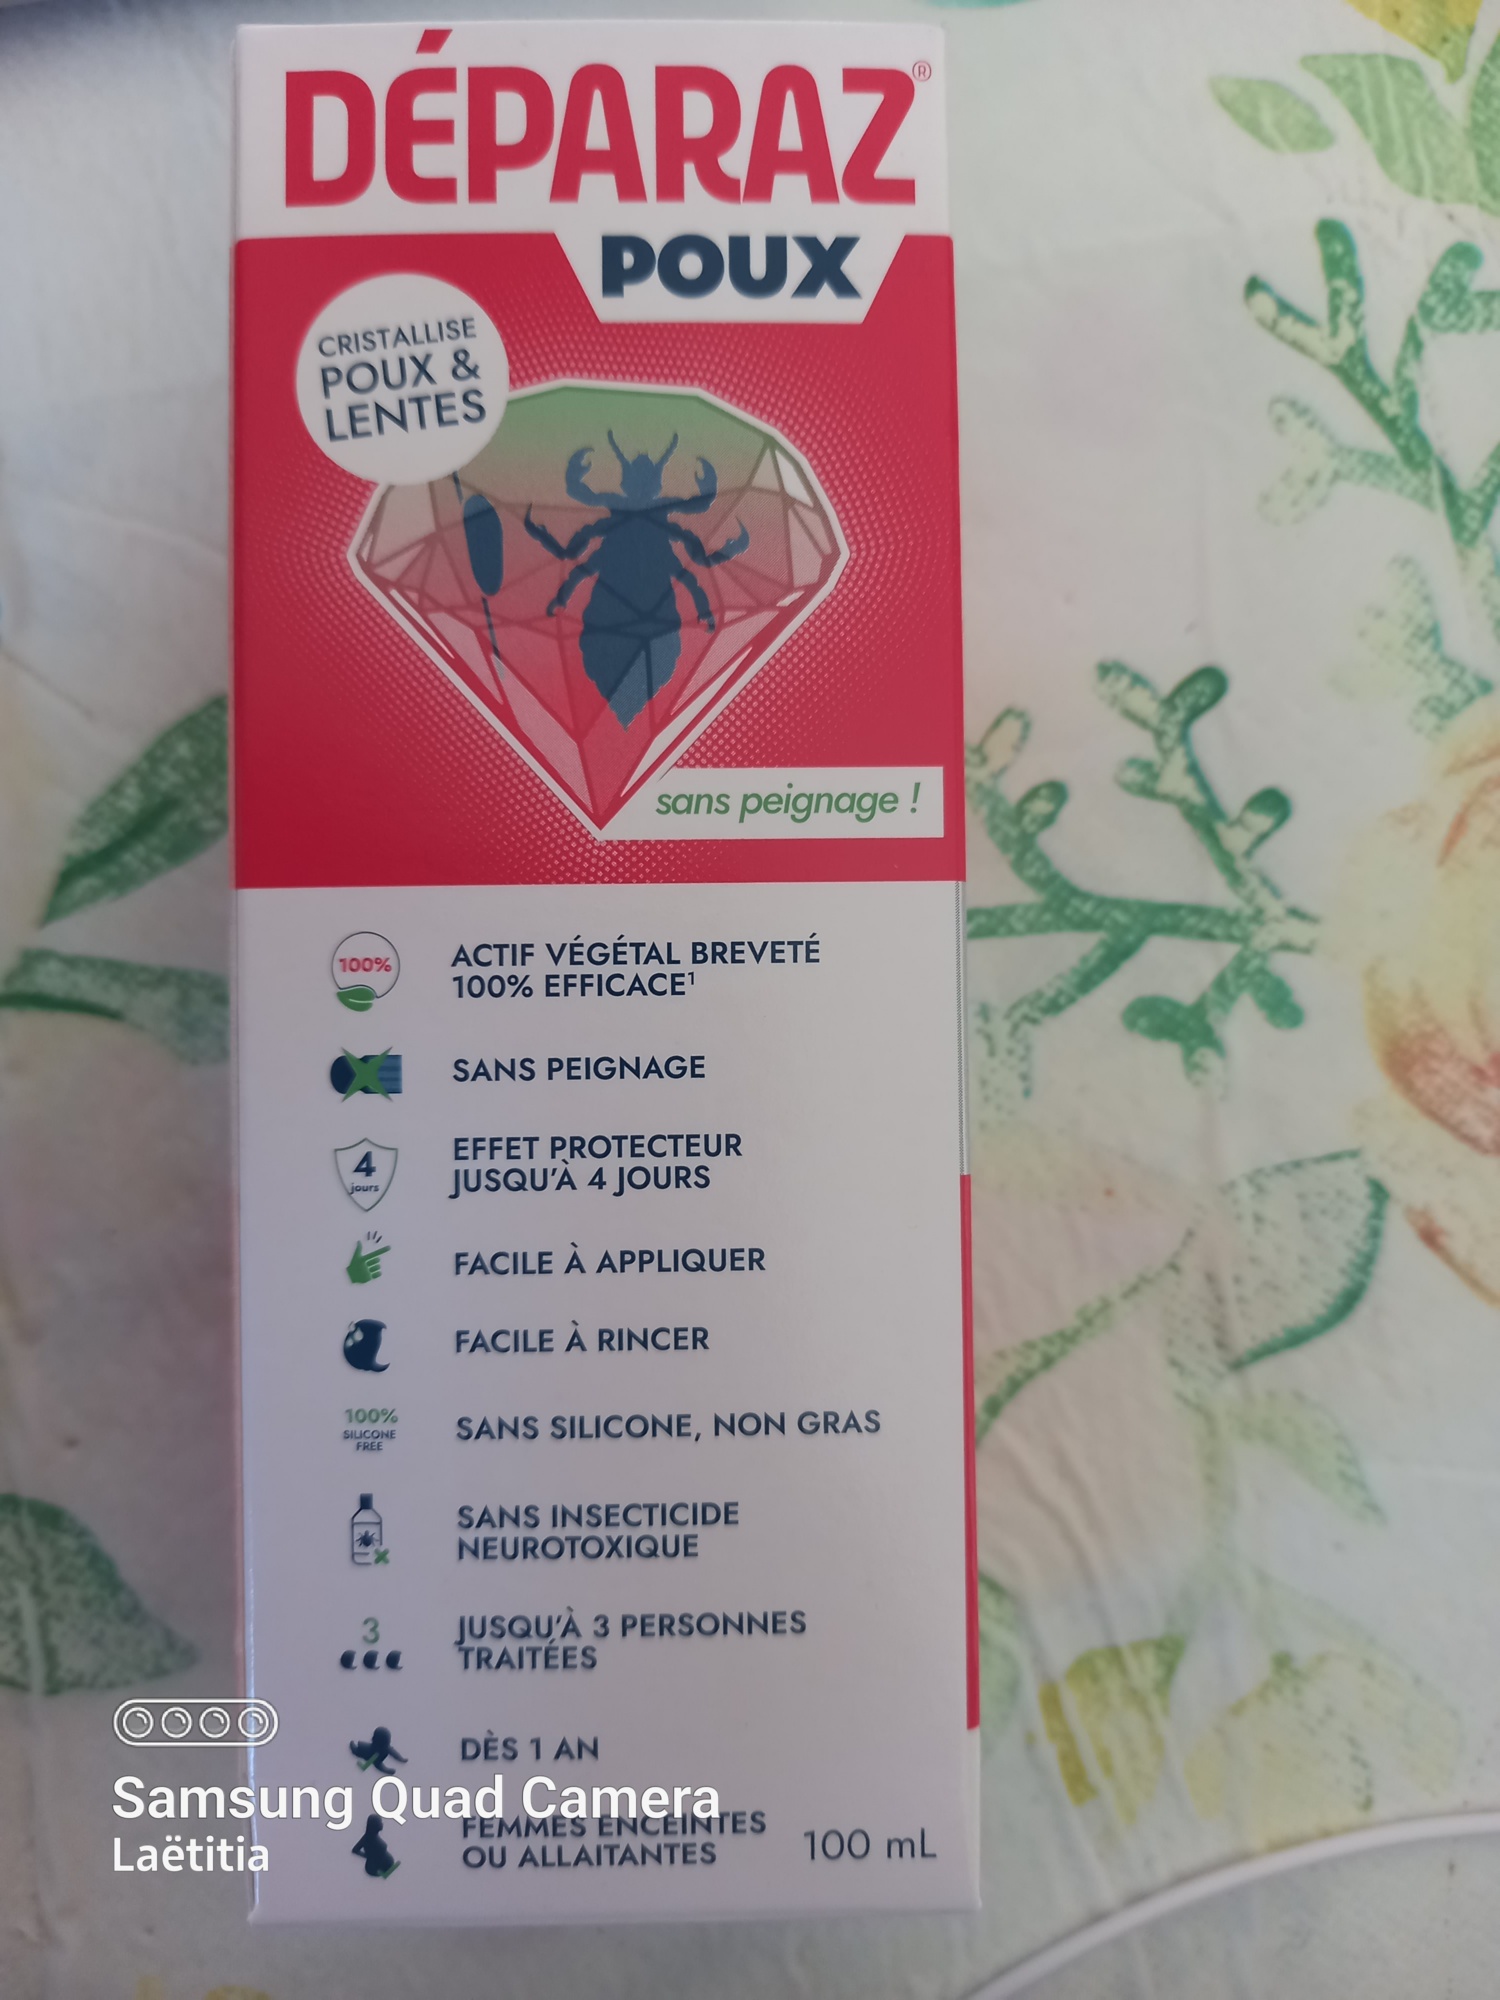 DÉPARAZ®
POUX
CRISTALLISE
POUX &
LENTES
sans peignage !
100%
ACTIF VÉGÉTAL BREVETÉ
100% EFFICACE¹
SANS PEIGNAGE
4
jours
EFFET PROTECTEUR
JUSQU'À 4 JOURS
FACILE À APPLIQUER
FACILE À RINCER
100%
SILICONE
FREE
SANS SILICONE, NON GRAS
SANS INSECTICIDE
NEUROTOXIQUE
3
JUSQU'À 3 PERSONNES
TRAITÉES
DÈS 1 AN
Samsung Quad Camera
Laëtitia
FEMMES ENCEINTES
OU ALLAITANTES
100 mL